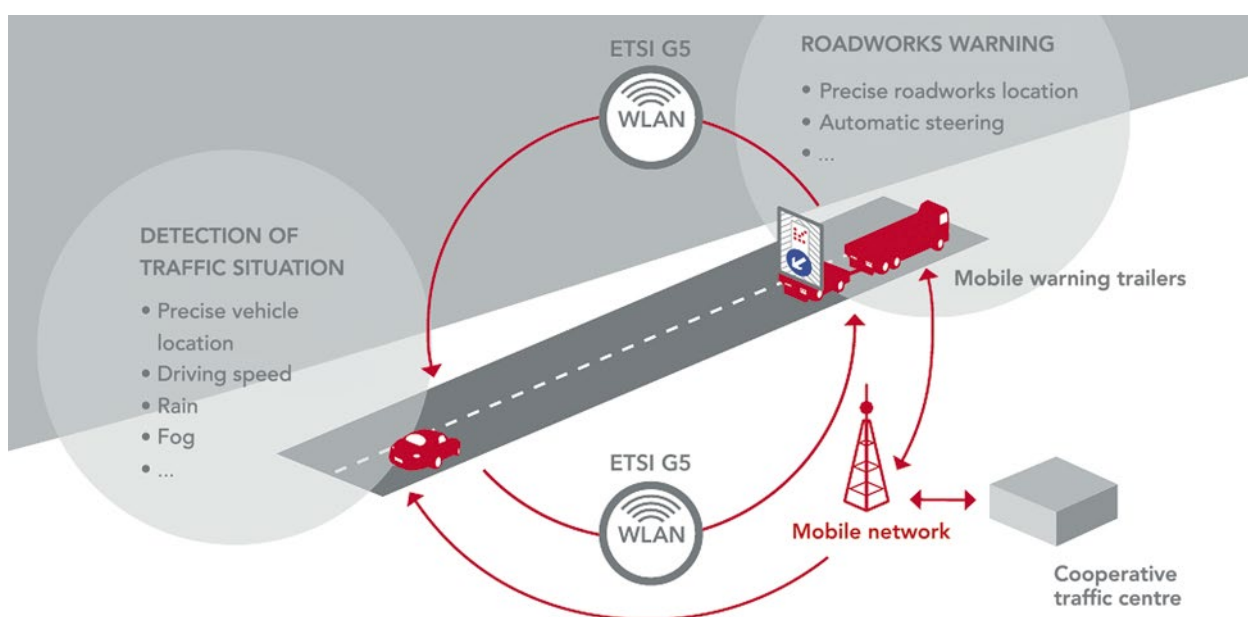 ETSI G5
WLAN
ROADWORKS WARNING
• Precise roadworks location
• Automatic steering
• ...
DETECTION OF
TRAFFIC SITUATION
• Precise vehicle
location
• Driving speed
• Rain
• Fog
• ...
Mobile warning trailers
ETSI G5
WLAN
Mobile network
Cooperative
traffic centre